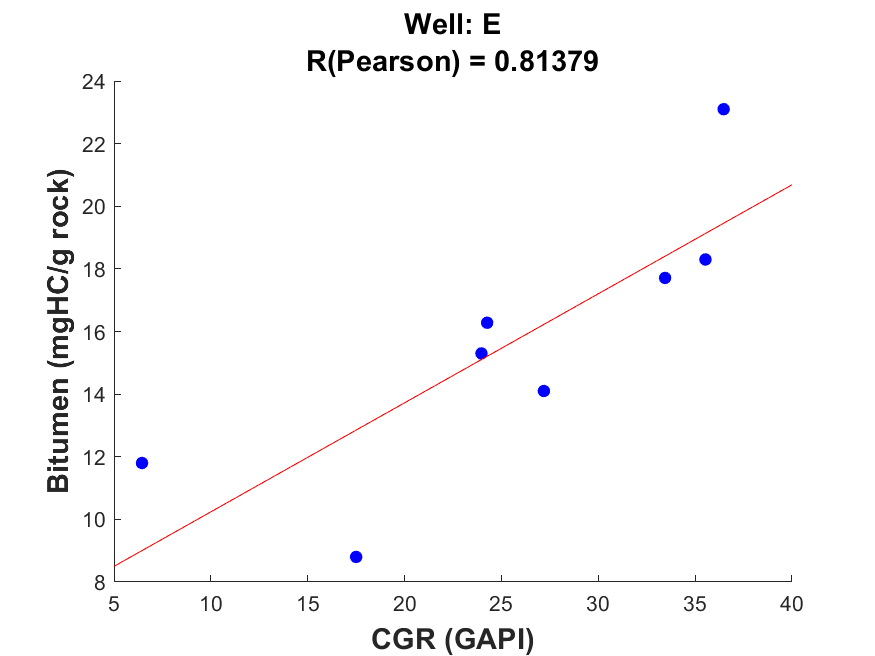 Well: E
R(Pearson) = 0.81379
24
22
20
18
16
14
12
10
8
Bitumen (mgHC/g rock)
5 10 15 20 25 30 35 40
CGR (GAPI)